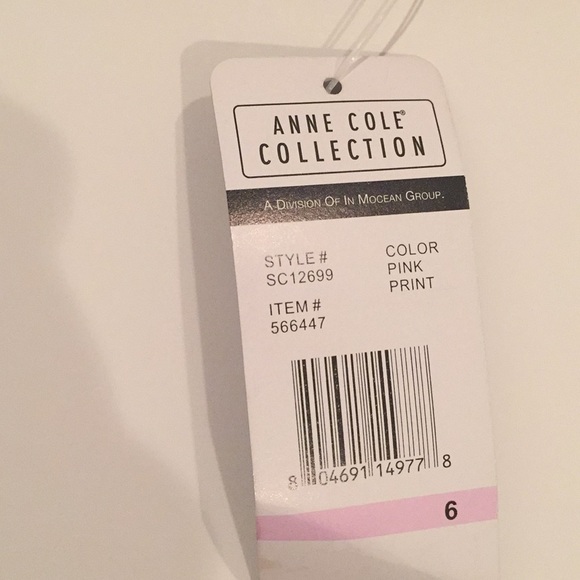 ANNE COLE®
COLLECTION
A DIVISION OF IN MOCEAN GROUP.
STYLE #
SC12699
COLOR
PINK
PRINT
ITEM #
566447
8 04691 14977 8
6